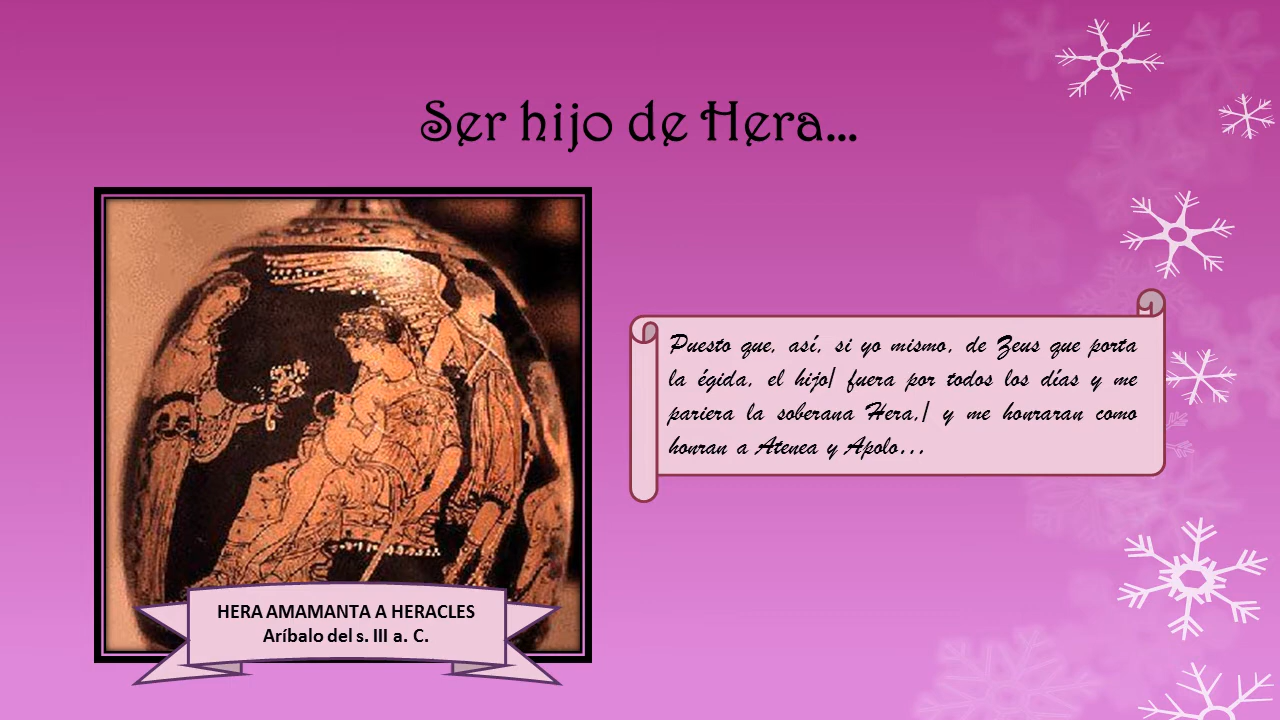 Ser hijo de Hera...
Puesto que, así, si yo mismo, de Zeus que porta
la égida, el hijo/ fuera por todos los días y me
pariera la soberana Hera,/ y me honraran como
honran a Atenea y Apolo...
HERA AMAMANTA A HERACLES
Aríbalo del s. III a. C.